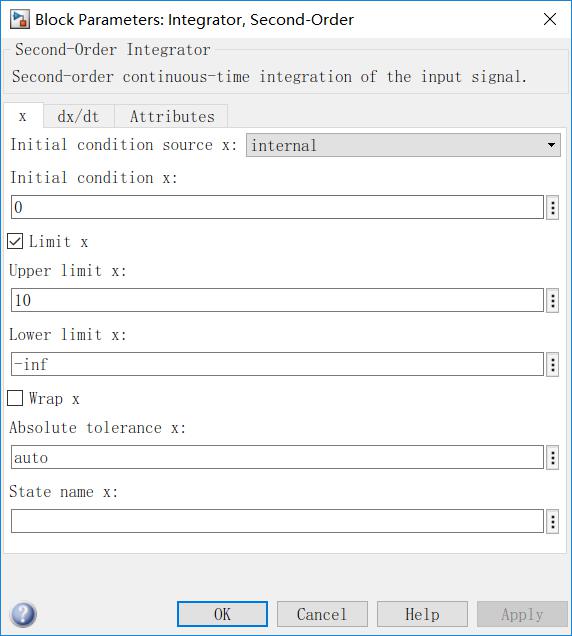 Block Parameters: Integrator, Second-Order
Second-Order Integrator
Second-order continuous-time integration of the input signal.
x dx/dt Attributes
Initial condition source x: internal
Initial condition x:
0
Limit x
Upper limit x:
10
Lower limit x:
-inf
Wrap x
Absolute tolerance x:
auto
State name x:
? OK Cancel Help Apply